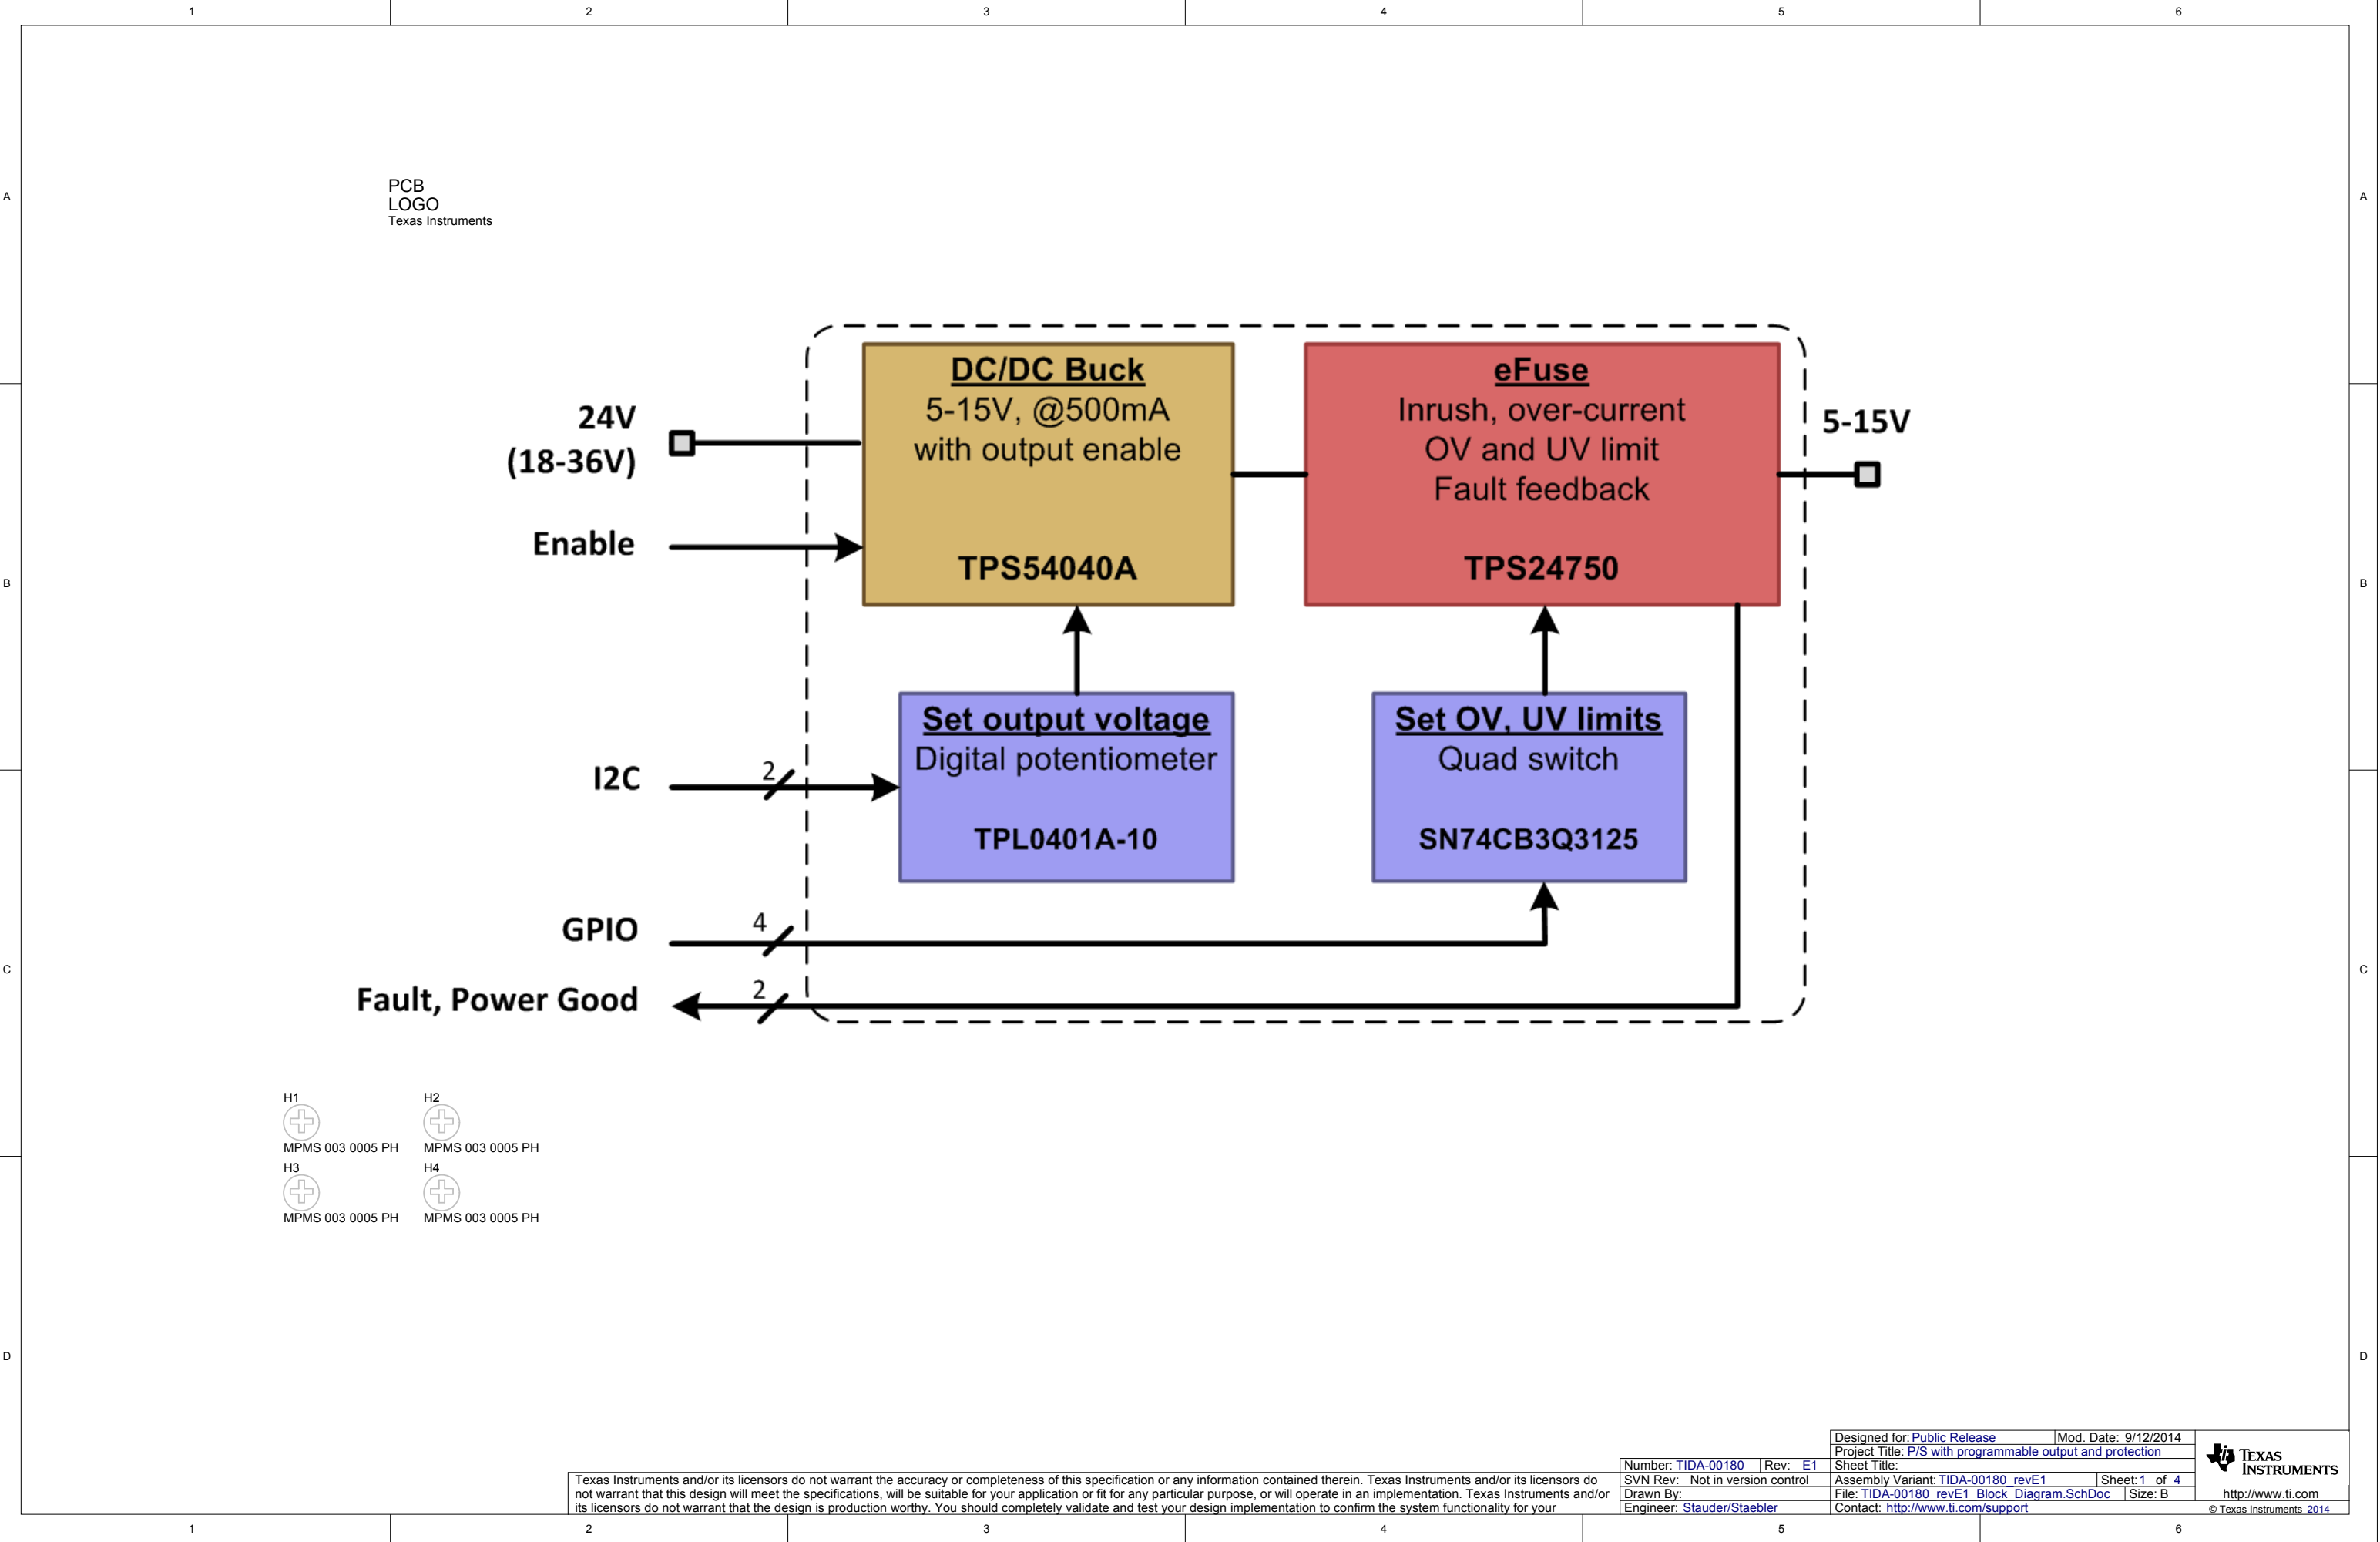 1 2 3 4 5 6
A A
PCB
LOGO
Texas Instruments
DC/DC Buck
5-15V, @500mA
with output enable
TPS54040A
eFuse
Inrush, over-current
OV and UV limit
Fault feedback
TPS24750
24V
(18-36V)
5-15V
Enable
B B
Set output voltage
Digital potentiometer
TPL0401A-10
Set OV, UV limits
Quad switch
SN74CB3Q3125
I2C
2
GPIO
4
Fault, Power Good
2
C C
H1 H2
MPMS 003 0005 PH MPMS 003 0005 PH
H3 H4
MPMS 003 0005 PH MPMS 003 0005 PH
D D
Texas Instruments and/or its licensors do not warrant the accuracy or completeness of this specification or any information contained therein. Texas Instruments and/or its licensors do
not warrant that this design will meet the specifications, will be suitable for your application or fit for any particular purpose, or will operate in an implementation. Texas Instruments and/or
its licensors do not warrant that the design is production worthy. You should completely validate and test your design implementation to confirm the system functionality for your
Number: TIDA-00180 Rev: E1
SVN Rev: Not in version control
Drawn By:
Engineer: Stauder/Staebler
Designed for: Public Release Mod. Date: 9/12/2014
Project Title: P/S with programmable output and protection
Sheet Title:
Assembly Variant: TIDA-00180_revE1 Sheet: 1 of 4
File: TIDA-00180_revE1_Block_Diagram.SchDoc Size: B
Contact: http://www.ti.com/support
TEXAS
INSTRUMENTS
http://www.ti.com
© Texas Instruments 2014
1 2 3 4 5 6